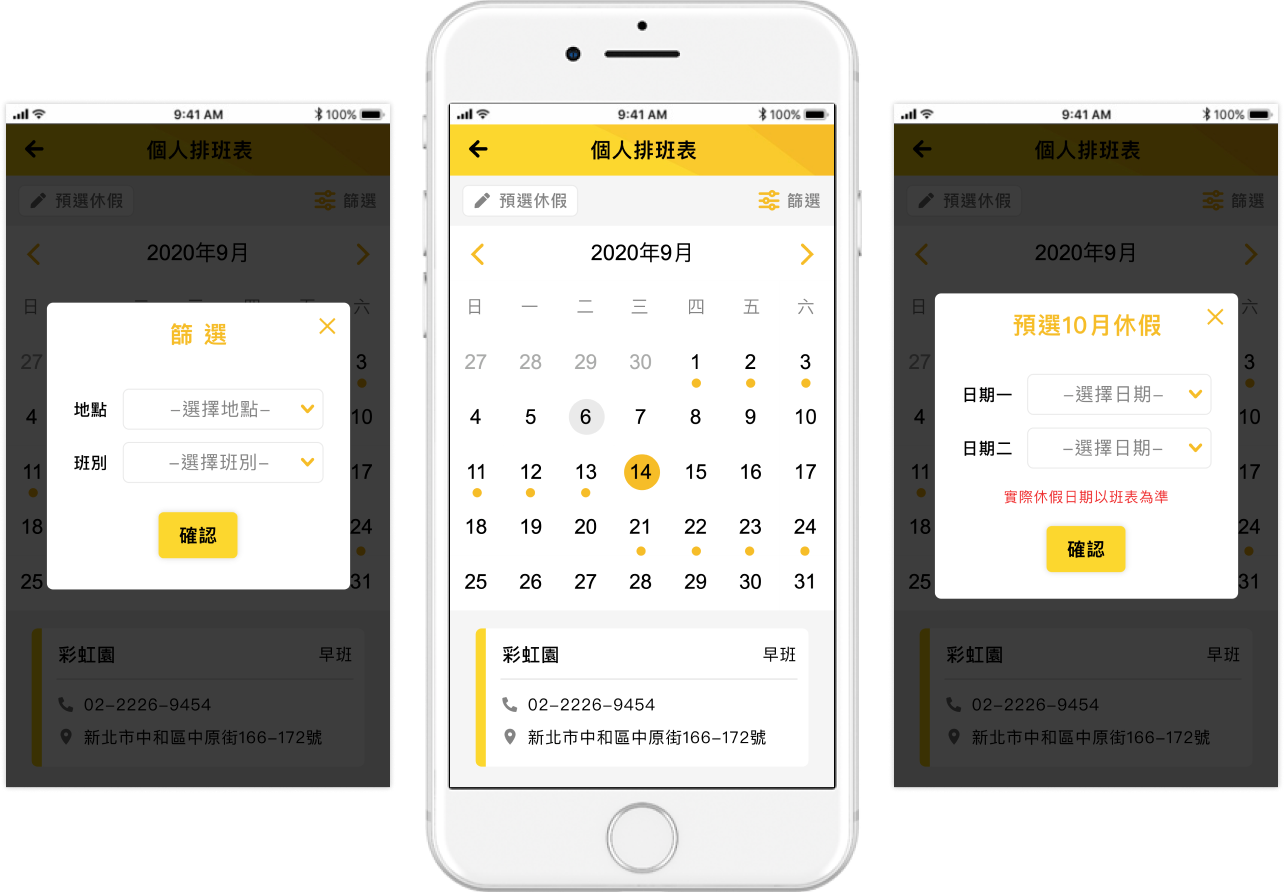 9:41 AM
100%
個人排班表
預選休假
篩選
2020年9月
日
六
27
3
4
10
11
17
18
24
25
31
篩 選
地點
–選擇地點–
班別
–選擇班別–
確認
彩虹園
早班
02–2226–9454
新北市中和區中原街166–172號
9:41 AM
100%
個人排班表
預選休假
篩選
2020年9月
日 一 二 三 四 五 六
27 28 29 30 1 2 3
4 5 6 7 8 9 10
11 12 13 14 15 16 17
18 19 20 21 22 23 24
25 26 27 28 29 30 31
彩虹園
早班
02–2226–9454
新北市中和區中原街166–172號
9:41 AM
100%
個人排班表
預選休假
篩選
2020年9月
日
六
27
3
4
10
11
17
18
24
25
31
預選10月休假
日期一
–選擇日期–
日期二
–選擇日期–
實際休假日期以班表為準
確認
彩虹園
早班
02–2226–9454
新北市中和區中原街166–172號